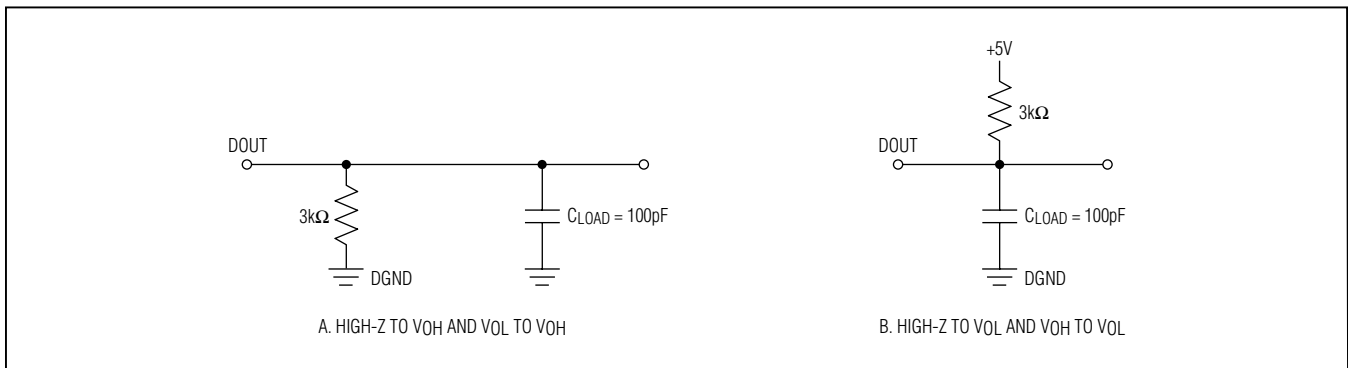 DOUT
3kΩ
CLOAD = 100pF
DGND
A. HIGH-Z TO VOH AND VOL TO VOH
+5V
3kΩ
DOUT
CLOAD = 100pF
DGND
B. HIGH-Z TO VOL AND VOH TO VOL